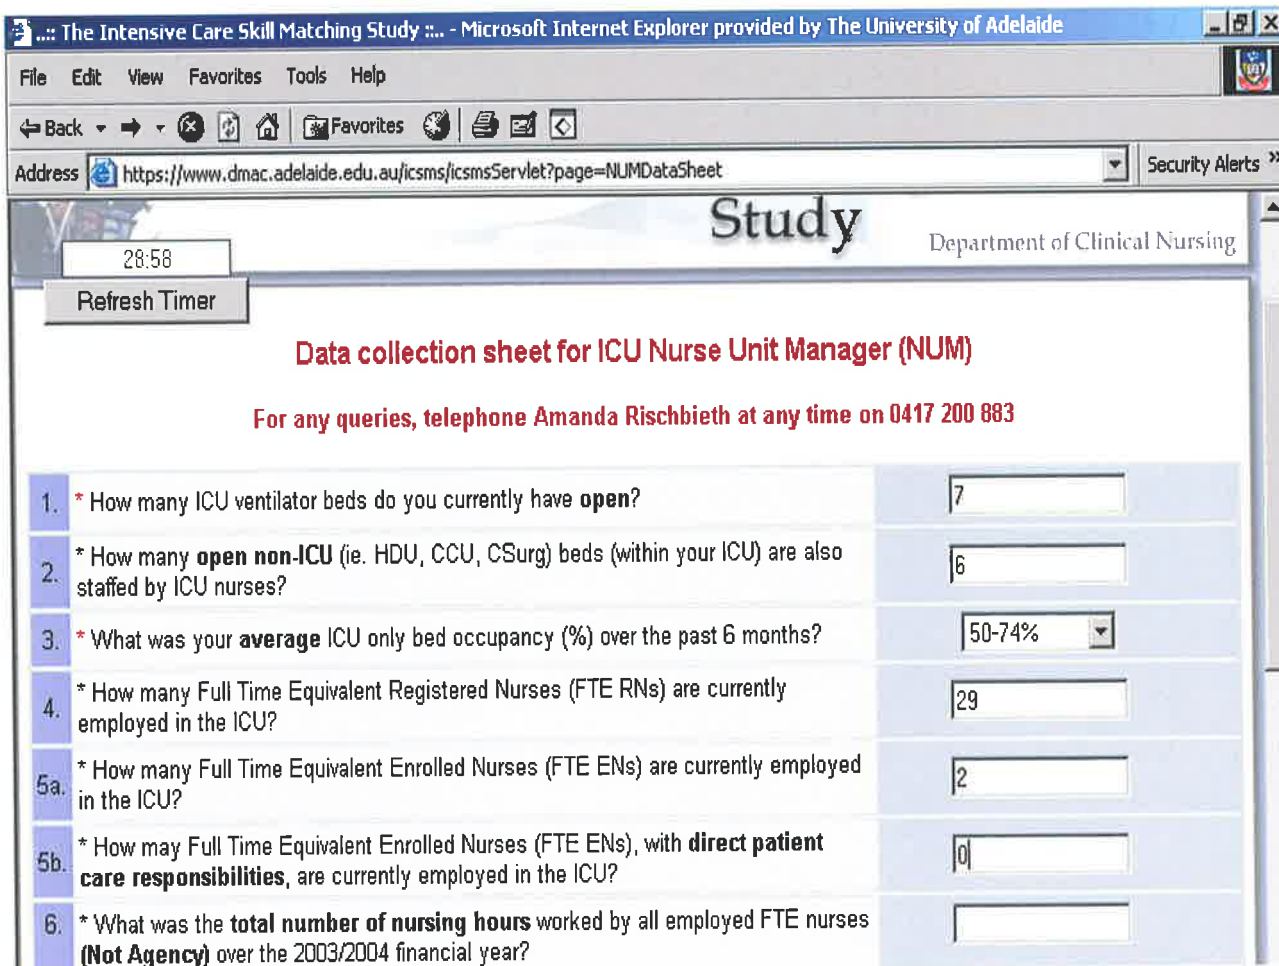 ..:: The Intensive Care Skill Matching Study ::.. - Microsoft Internet Explorer provided by The University of Adelaide
File Edit View Favorites Tools Help
Back Favorites
Address https://www.dmac.adelaide.edu.au/icsms/icsmsServlet?page=NUMDataSheet Security Alerts »
Study
Department of Clinical Nursing
28:58
Refresh Timer
Data collection sheet for ICU Nurse Unit Manager (NUM)
For any queries, telephone Amanda Rischbieth at any time on 0417 200 883
1. * How many ICU ventilator beds do you currently have open? 7
2. * How many open non-ICU (ie. HDU, CCU, CSurg) beds (within your ICU) are also
staffed by ICU nurses? 6
3. * What was your average ICU only bed occupancy (%) over the past 6 months? 50-74%
4. * How many Full Time Equivalent Registered Nurses (FTE RNs) are currently
employed in the ICU? 29
5a. * How many Full Time Equivalent Enrolled Nurses (FTE ENs) are currently employed
in the ICU? 2
5b. * How may Full Time Equivalent Enrolled Nurses (FTE ENs), with direct patient
care responsibilities, are currently employed in the ICU? 0
6. * What was the total number of nursing hours worked by all employed FTE nurses
(Not Agency) over the 2003/2004 financial year?